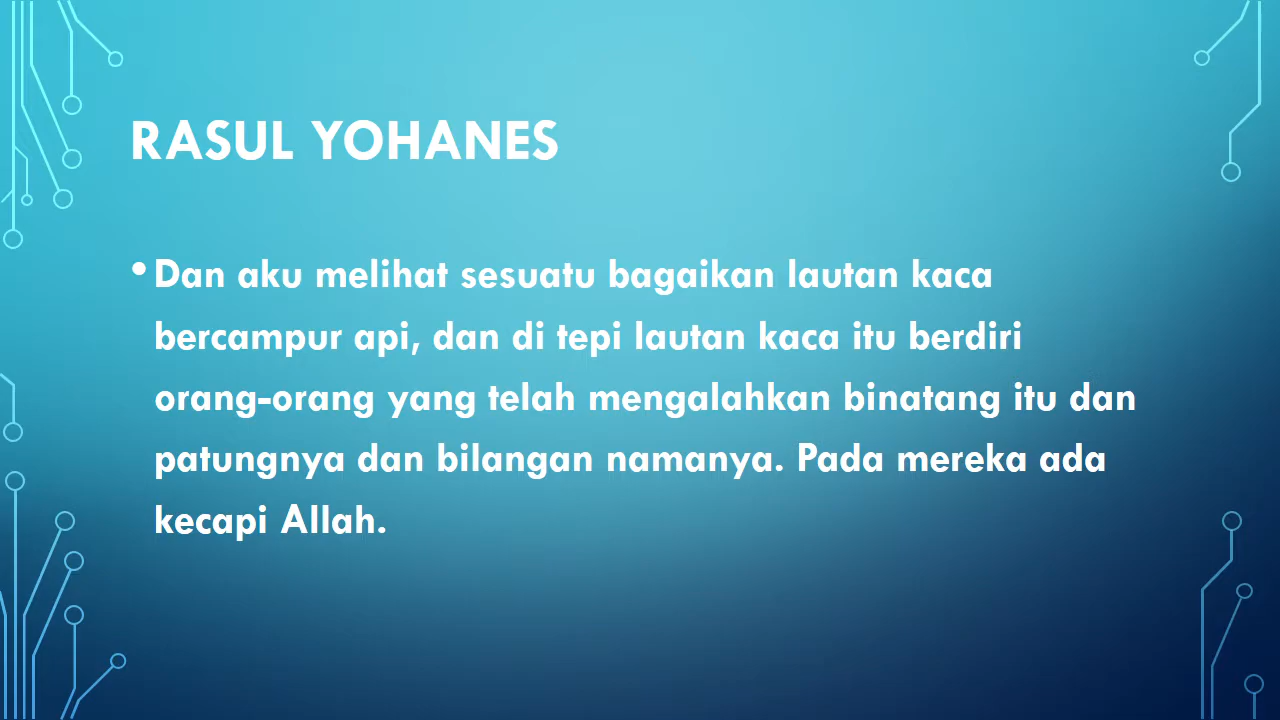 RASUL YOHANES
• Dan aku melihat sesuatu bagaikan lautan kaca
bercampur api, dan di tepi lautan kaca itu berdiri
orang-orang yang telah mengalahkan binatang itu dan
patungnya dan bilangan namanya. Pada mereka ada
kecapi Allah.